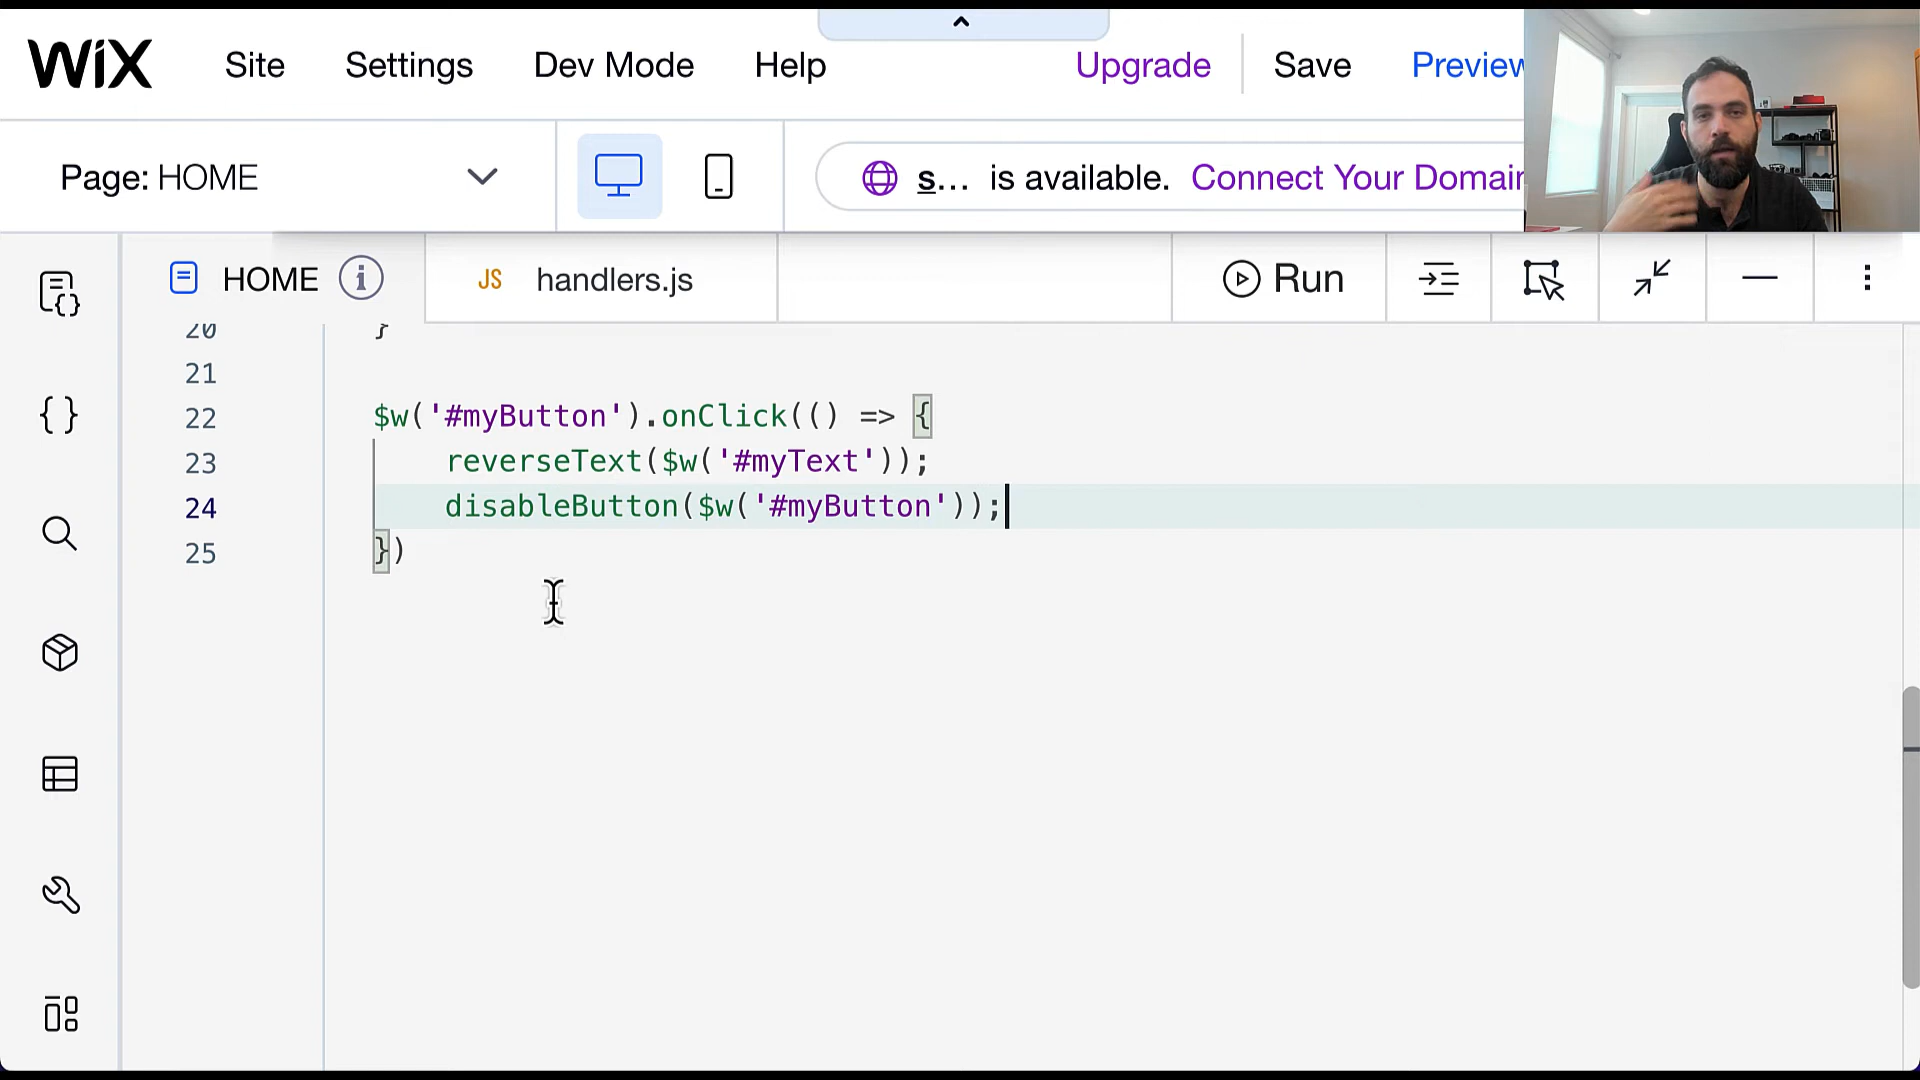 WiX Site Settings Dev Mode Help Upgrade Save Preview
Page: HOME s... is available. Connect Your Domain
HOME i JS handlers.js Run
20 }
21
22 $w('#myButton').onClick(() => {
23 reverseText($w('#myText'));
24 disableButton($w('#myButton'));
25 })